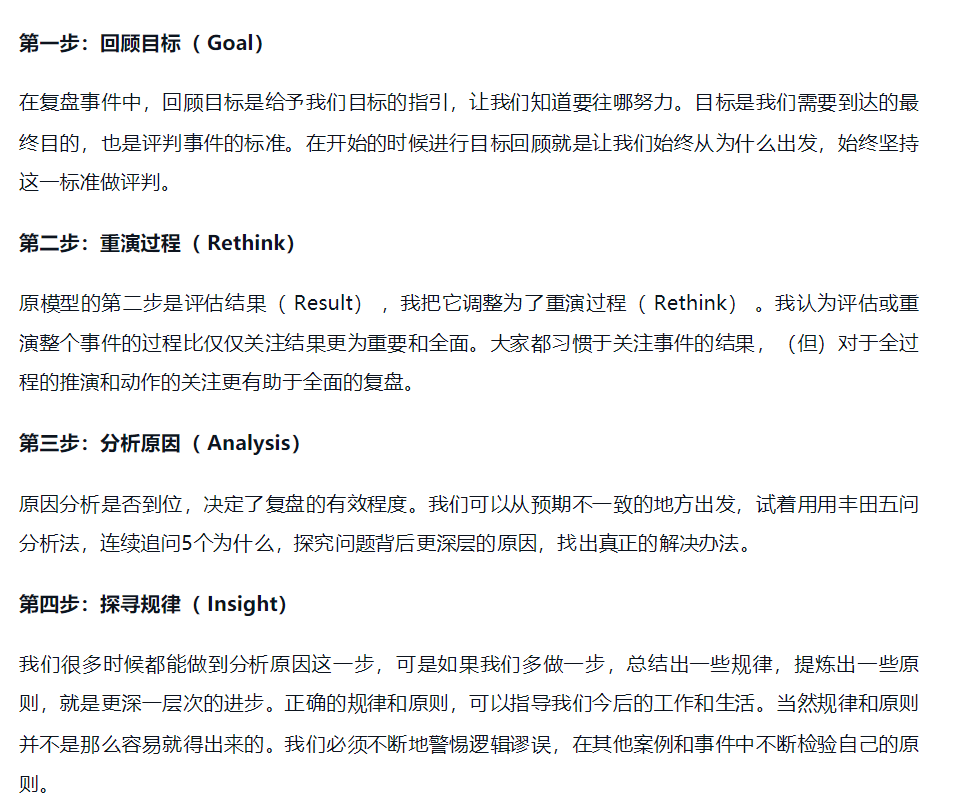 第一步：回顾目标（ Goal）
在复盘事件中，回顾目标是给予我们目标的指引，让我们知道要往哪努力。目标是我们需要到达的最
终目的，也是评判事件的标准。在开始的时候进行目标回顾就是让我们始终从为什么出发，始终坚持
这一标准做评判。
第二步：重演过程（ Rethink）
原模型的第二步是评估结果（ Result） ，我把它调整为了重演过程（ Rethink） 。我认为评估或重
演整个事件的过程比仅仅关注结果更为重要和全面。大家都习惯于关注事件的结果，（但）对于全过
程的推演和动作的关注更有助于全面的复盘。
第三步：分析原因（ Analysis）
原因分析是否到位，决定了复盘的有效程度。我们可以从预期不一致的地方出发，试着用用丰田五问
分析法，连续追问5个为什么，探究问题背后更深层的原因，找出真正的解决办法。
第四步：探寻规律（ Insight）
我们很多时候都能做到分析原因这一步，可是如果我们多做一步，总结出一些规律，提炼出一些原
则，就是更深一层次的进步。正确的规律和原则，可以指导我们今后的工作和生活。当然规律和原则
并不是那么容易就得出来的。我们必须不断地警惕逻辑谬误，在其他案例和事件中不断检验自己的原
则。